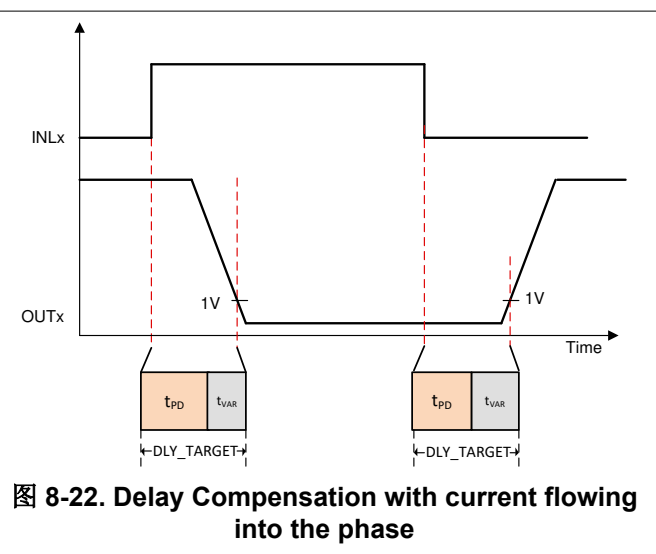 INLx
1V
1V
OUTx
Time
tPD tVAR
tPD tVAR
DLY_TARGET
DLY_TARGET
图 8-22. Delay Compensation with current flowing
into the phase